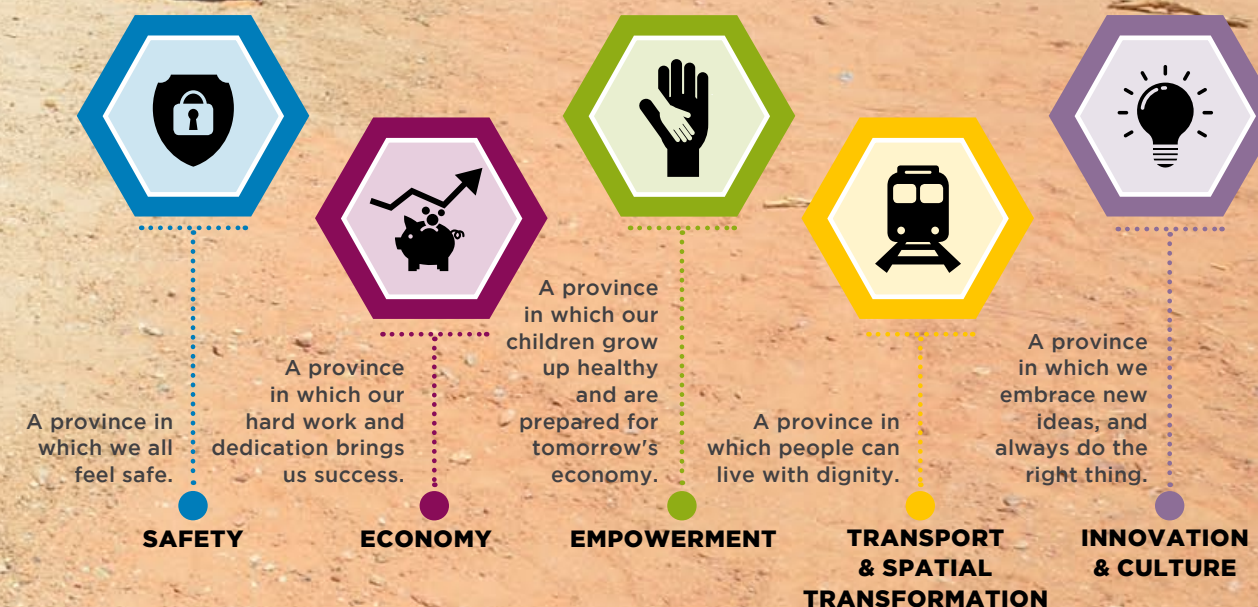 A province in
which we all
feel safe.
SAFETY
A province
in which our
hard work and
dedication brings
us success.
ECONOMY
A province
in which our
children grow
up healthy
and are
prepared for
tomorrow's
economy.
EMPOWERMENT
A province in
which people can
live with dignity.
TRANSPORT
& SPATIAL
TRANSFORMATION
A province
in which we
embrace new
ideas, and
always do the
right thing.
INNOVATION
& CULTURE